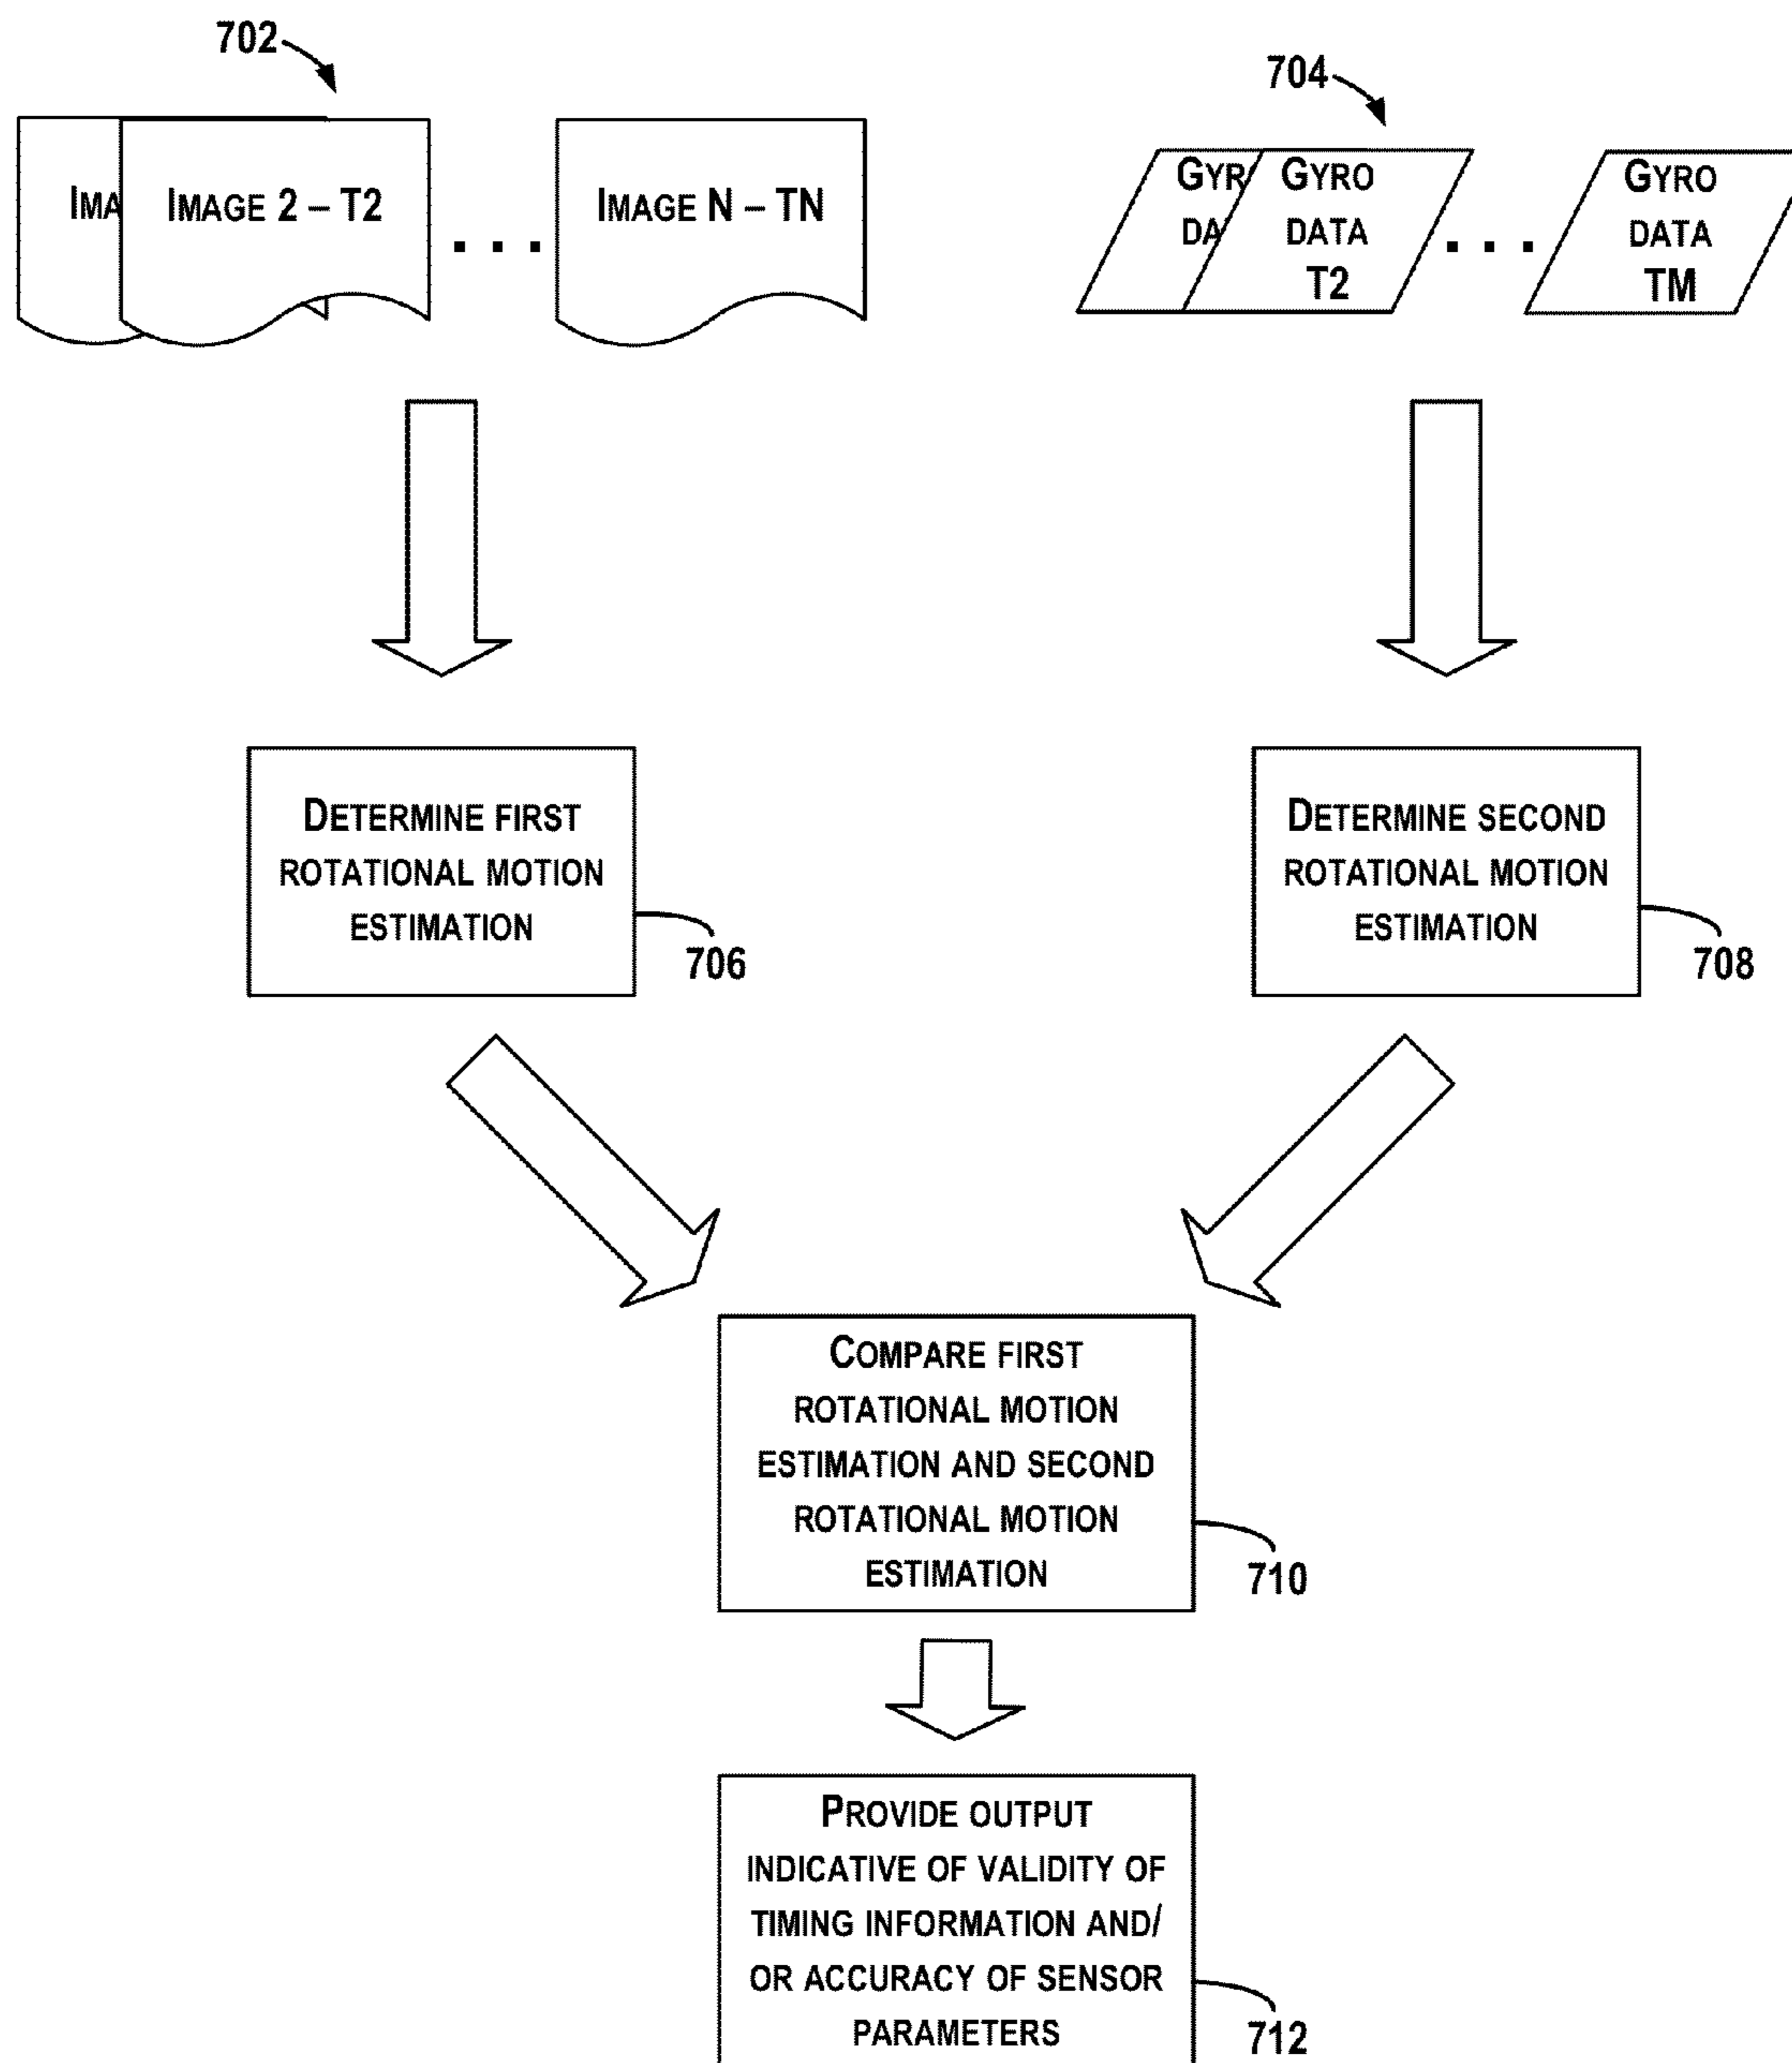 702
704
IMA
IMAGE 2 – T2
. . .
IMAGE N – TN
GYR
DA
GYRO
DATA
T2
. . .
GYRO
DATA
TM
DETERMINE FIRST
ROTATIONAL MOTION
ESTIMATION
706
DETERMINE SECOND
ROTATIONAL MOTION
ESTIMATION
708
COMPARE FIRST
ROTATIONAL MOTION
ESTIMATION AND SECOND
ROTATIONAL MOTION
ESTIMATION
710
PROVIDE OUTPUT
INDICATIVE OF VALIDITY OF
TIMING INFORMATION AND/
OR ACCURACY OF SENSOR
PARAMETERS
712